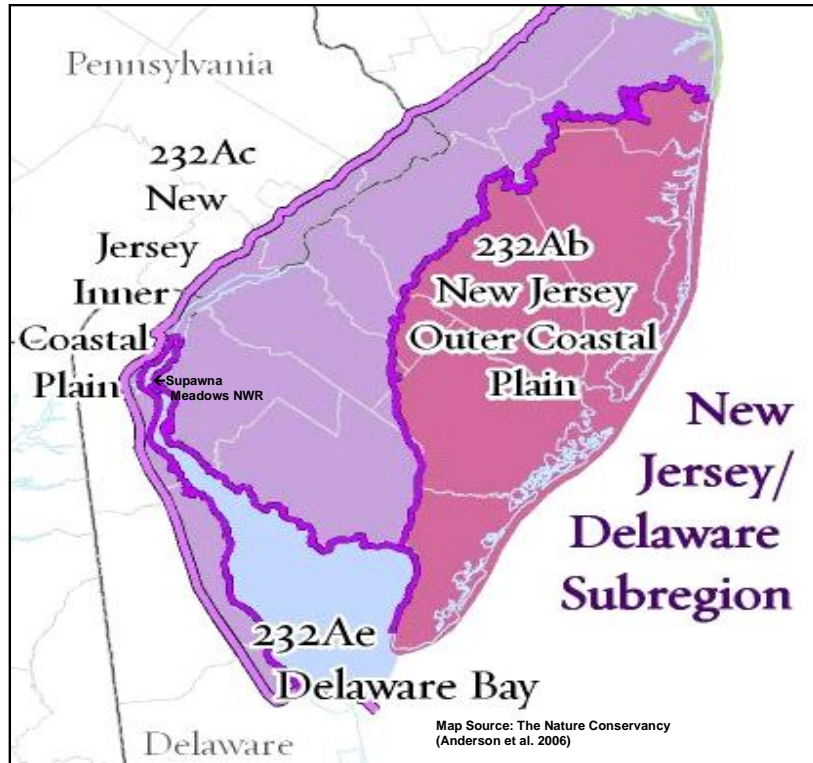 Pennsylvania
232Ac
New
Jersey
Inner
Coastal
Plain
←Supawna
Meadows NWR
232Ab
New Jersey
Outer Coastal
Plain
New
Jersey/
Delaware
Subregion
232Ae
Delaware Bay
Delaware
Map Source: The Nature Conservancy
(Anderson et al. 2006)